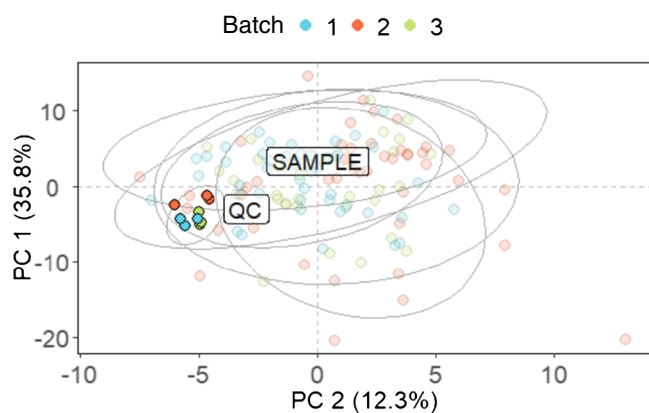 Batch 1 2 3
PC 1 (35.8%)
10
0
-10
-20
SAMPLE
QC
-10 -5 0 5 10
PC 2 (12.3%)